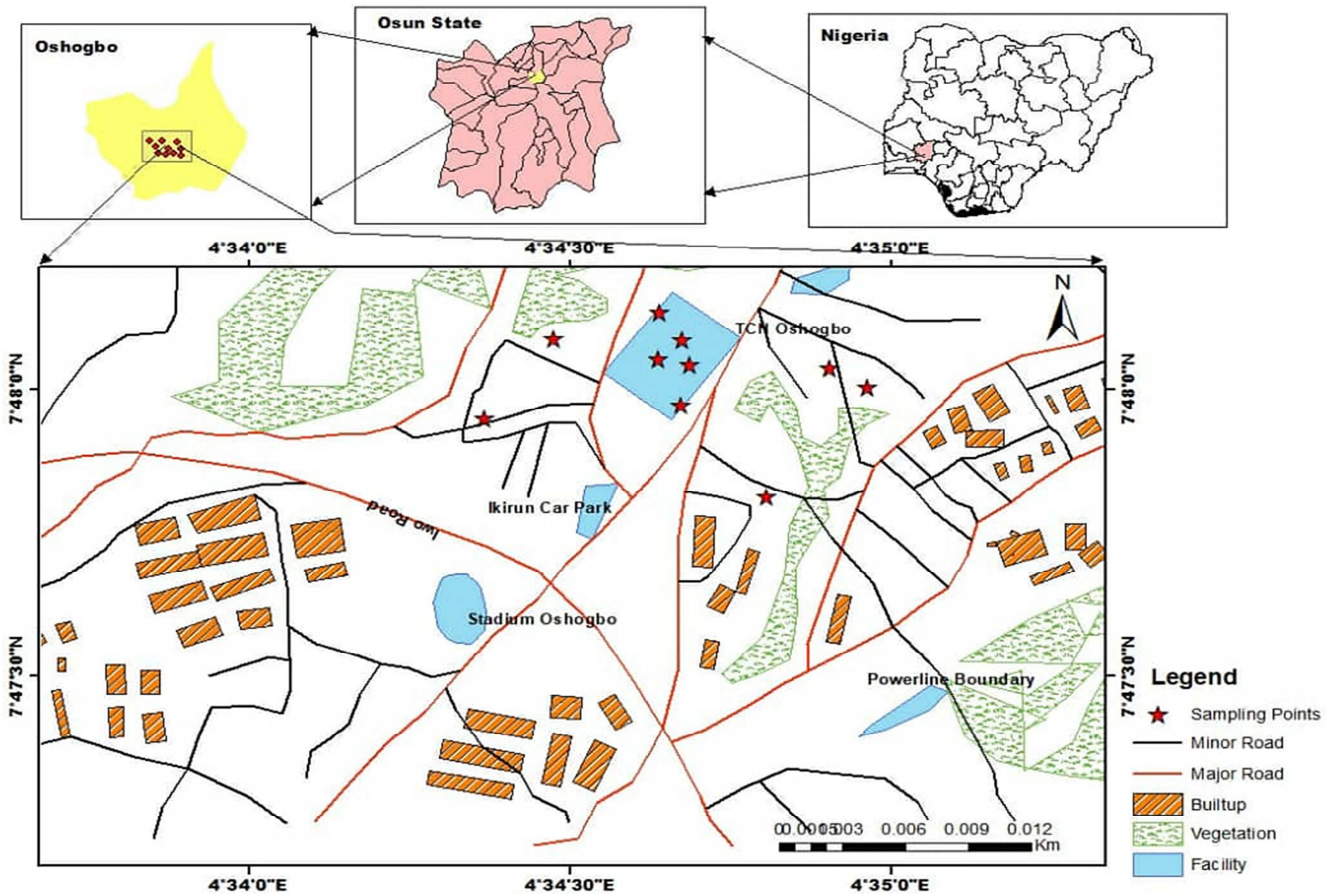 Oshogbo
Osun State
Nigeria
4°34'0"E
4°34'30"E
4°35'0"E
N
TCN Oshogbo
7°48'0"N
7°48'0"N
Ikirun Car Park
Iwo Road
Stadium Oshogbo
7°47'30"N
7°47'30"N
Powerline Boundary
Legend
Sampling Points
Minor Road
Major Road
Builtup
Vegetation
Facility
0 0.0015 0.003 0.006 0.009 0.012
Km
4°34'0"E
4°34'30"E
4°35'0"E